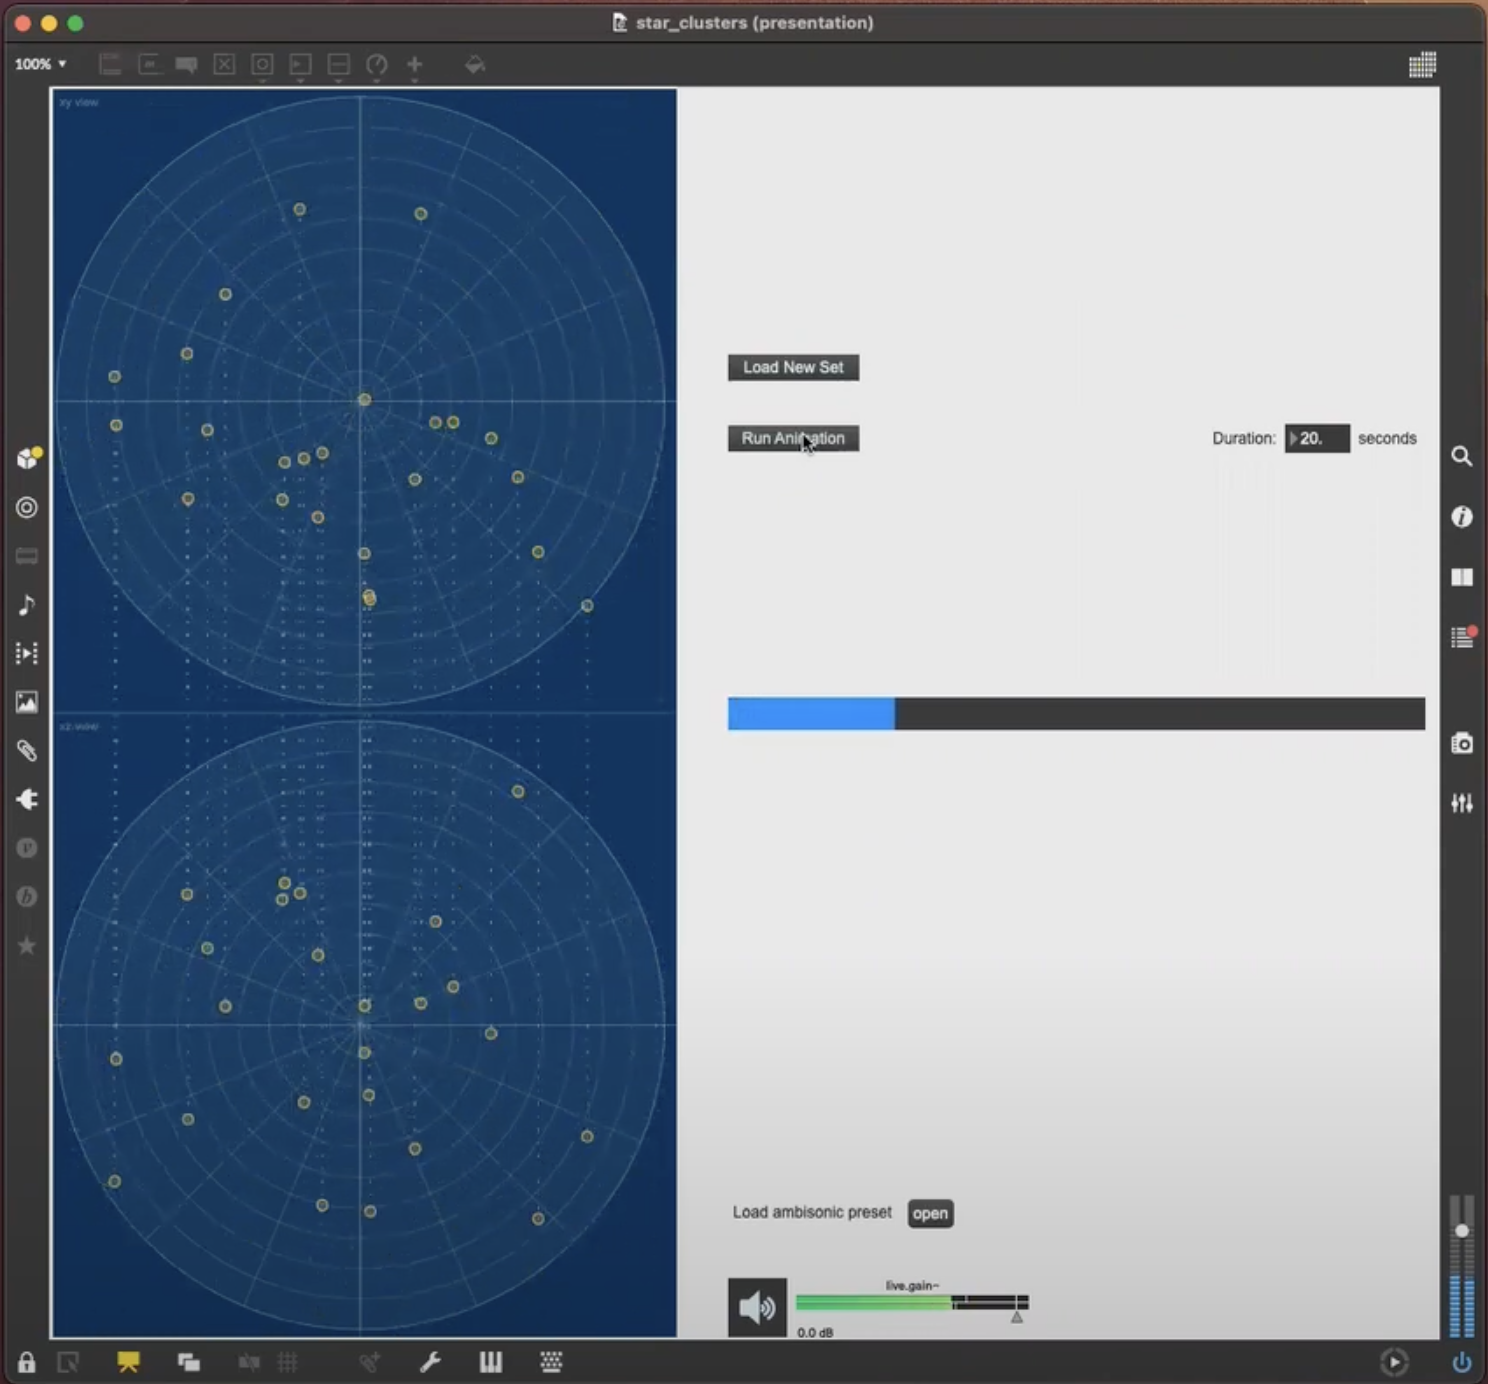 star_clusters (presentation)
100%
xy view
Load New Set
Run Animation
Duration: 20. seconds
xz view
Load ambisonic preset open
live.gain~
0.0 dB